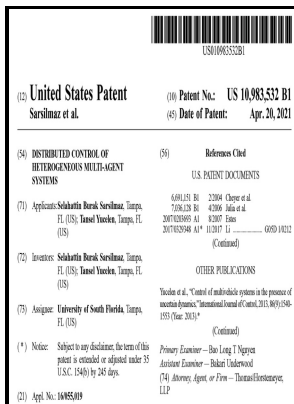 US010983532B1
(12) United States Patent
Sarsilmaz et al.
(10) Patent No.: US 10,983,532 B1
(45) Date of Patent: Apr. 20, 2021
(54) DISTRIBUTED CONTROL OF
HETEROGENEOUS MULTI-AGENT
SYSTEMS
(71) Applicants:Selahattin Burak Sarsilmaz, Tampa,
FL (US); Tansel Yucelen, Tampa, FL
(US)
(72) Inventors: Selahattin Burak Sarsilmaz, Tampa,
FL (US); Tansel Yucelen, Tampa, FL
(US)
(73) Assignee: University of South Florida, Tampa,
FL (US)
(*) Notice: Subject to any disclaimer, the term of this
patent is extended or adjusted under 35
U.S.C. 154(b) by 245 days.
(21) Appl. No.: 16/055,019
(56) References Cited
U.S. PATENT DOCUMENTS
6,691,151 B1 2/2004 Cheyer et al.
7,036,128 B1 4/2006 Julia et al.
2007/0203693 A1 8/2007 Estes
2017/0329348 A1* 11/2017 Li ........ G05D 1/0212
(Continued)
OTHER PUBLICATIONS
Yucelen et al., "Control of multivehicle systems in the presence of
uncertain dynamics," International Journal of Control, 2013, 86(9):1540-
1553 (Year: 2013).*
(Continued)
Primary Examiner — Bao Long T Nguyen
Assistant Examiner — Bakari Underwood
(74) Attorney, Agent, or Firm — Thomas|Horstemeyer,
LLP